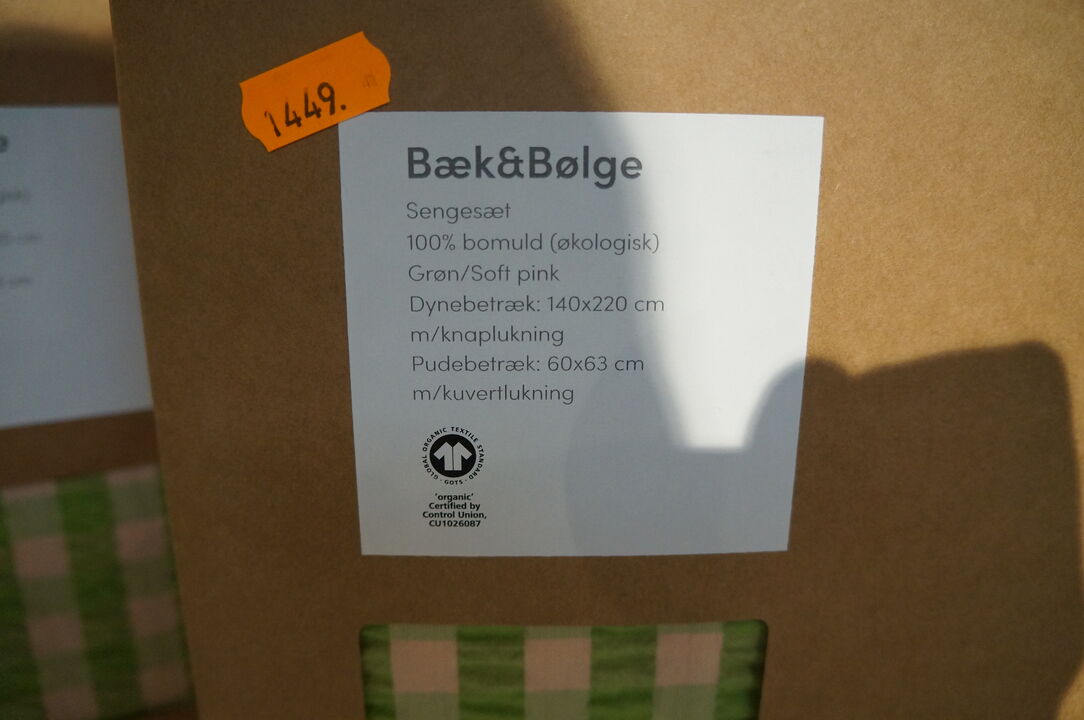 1449.
Bæk&Bølge
Sengesæt
100% bomuld (økologisk)
Grøn/Soft pink
Dynebetræk: 140x220 cm
m/knaplukning
Pudebetræk: 60x63 cm
m/kuvertlukning
GLOBAL ORGANIC TEXTILE STANDARD
· GOTS ·
'organic'
Certified by
Control Union,
CU1026087